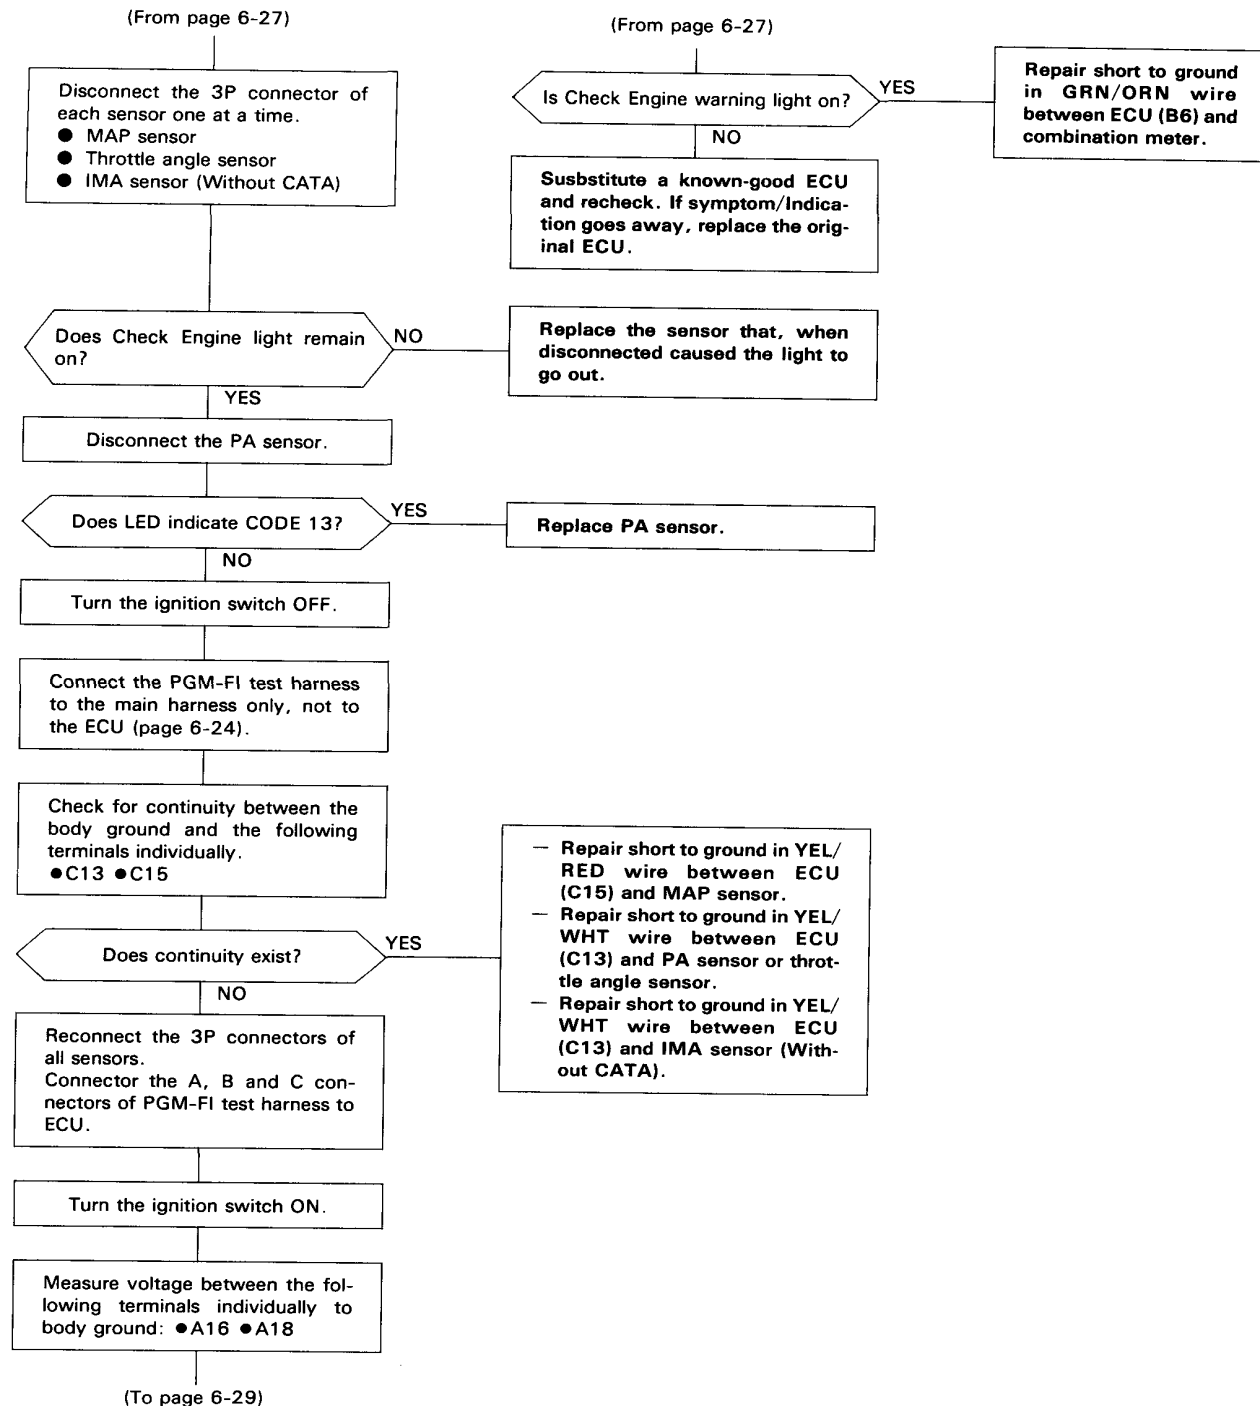 (From page 6-27)
Disconnect the 3P connector of
each sensor one at a time.
● MAP sensor
● Throttle angle sensor
● IMA sensor (Without CATA)
Does Check Engine light remain
on?
NO
Replace the sensor that, when
disconnected caused the light to
go out.
YES
Disconnect the PA sensor.
Does LED indicate CODE 13?
YES
Replace PA sensor.
NO
Turn the ignition switch OFF.
Connect the PGM-FI test harness
to the main harness only, not to
the ECU (page 6-24).
Check for continuity between the
body ground and the following
terminals individually.
●C13 ●C15
Does continuity exist?
YES
— Repair short to ground in YEL/
RED wire between ECU
(C15) and MAP sensor.
— Repair short to ground in YEL/
WHT wire between ECU
(C13) and PA sensor or throt-
tle angle sensor.
— Repair short to ground in YEL/
WHT wire between ECU
(C13) and IMA sensor (With-
out CATA).
NO
Reconnect the 3P connectors of
all sensors.
Connector the A, B and C con-
nectors of PGM-FI test harness to
ECU.
Turn the ignition switch ON.
Measure voltage between the fol-
lowing terminals individually to
body ground: ●A16 ●A18
(To page 6-29)
(From page 6-27)
Is Check Engine warning light on?
YES
Repair short to ground
in GRN/ORN wire
between ECU (B6) and
combination meter.
NO
Susbstitute a known-good ECU
and recheck. If symptom/Indica-
tion goes away, replace the orig-
inal ECU.